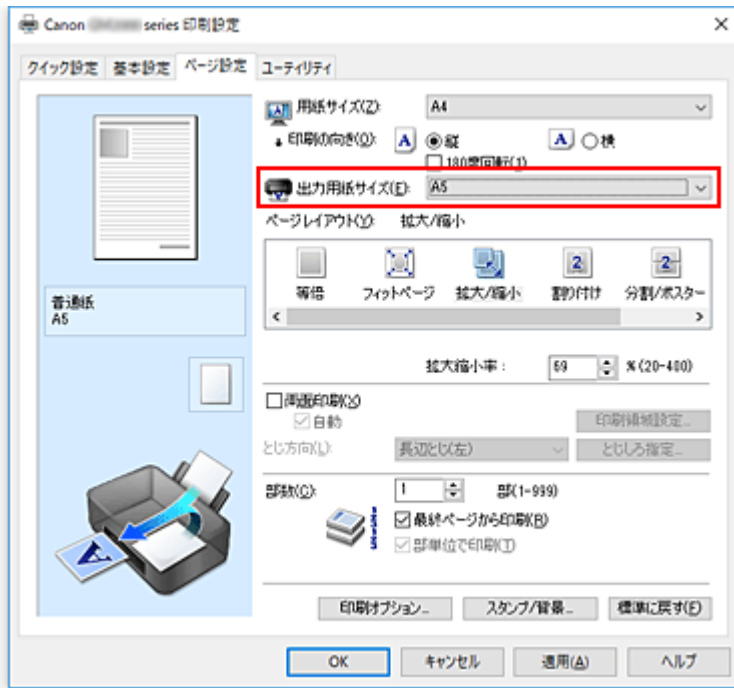 Canon series 印刷設定
クイック設定 基本設定 ページ設定 ユーティリティ
用紙サイズ(Z): A4
印刷の向き(O): A 縦 A 横
180度回転(1)
出力用紙サイズ(E): A5
ページレイアウト(Y): 拡大/縮小
等倍 フィットページ 拡大/縮小 割り付け 分割/ポスター
普通紙
A5
拡大縮小率: 69 % (20-400)
両面印刷(X)
自動 印刷領域設定...
とじ方向(L): 長辺とじ(左) とじしろ指定...
部数(C): 1 部(1-999)
最終ページから印刷(R)
部単位で印刷(T)
印刷オプション... スタンプ/背景... 標準に戻す(F)
OK キャンセル 適用(A) ヘルプ